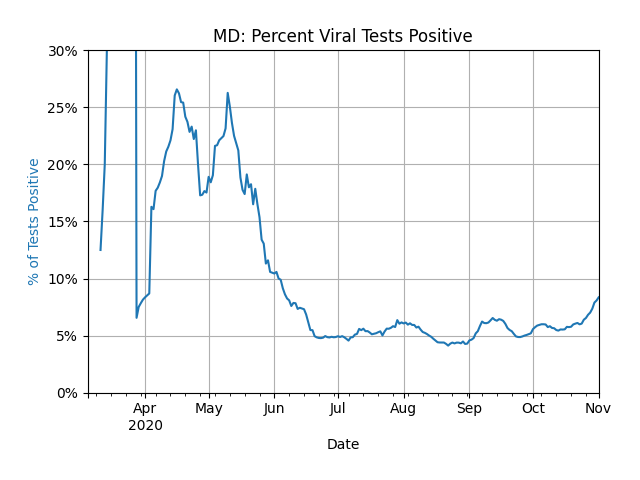 MD: Percent Viral Tests Positive
30%
25%
20%
15%
10%
5%
0%
% of Tests Positive
Apr May Jun Jul Aug Sep Oct Nov
2020
Date